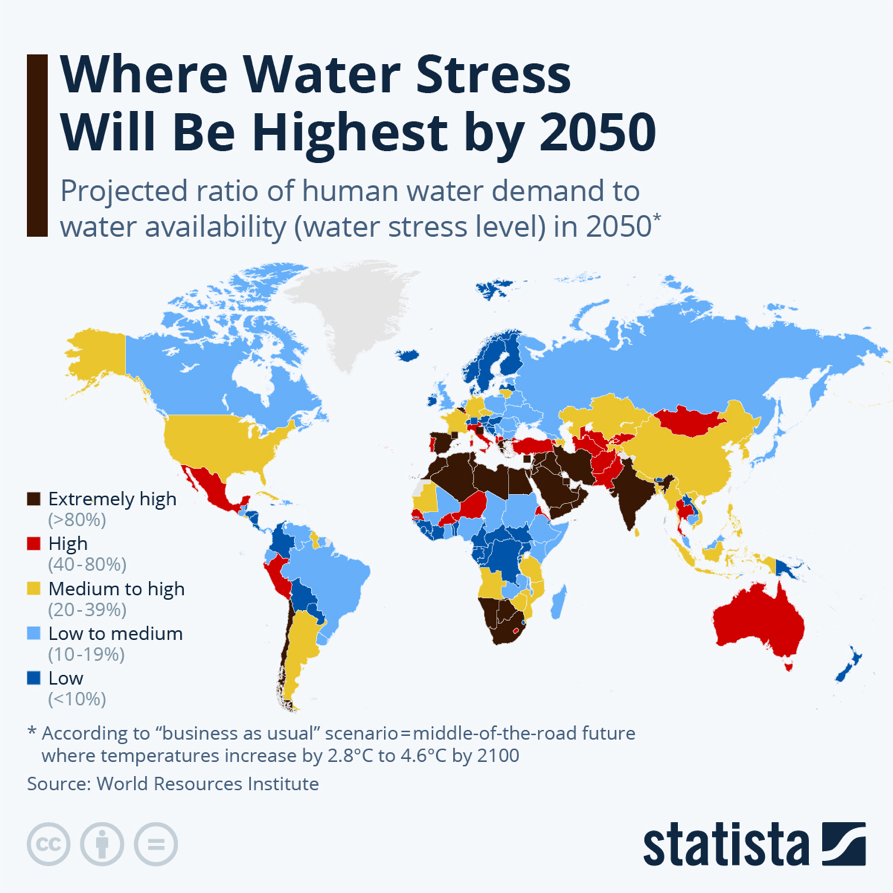 Where Water Stress
Will Be Highest by 2050
Projected ratio of human water demand to
water availability (water stress level) in 2050*
Extremely high
(>80%)
High
(40-80%)
Medium to high
(20-39%)
Low to medium
(10-19%)
Low
(<10%)
* According to “business as usual” scenario=middle-of-the-road future
where temperatures increase by 2.8°C to 4.6°C by 2100
Source: World Resources Institute
cc
statista